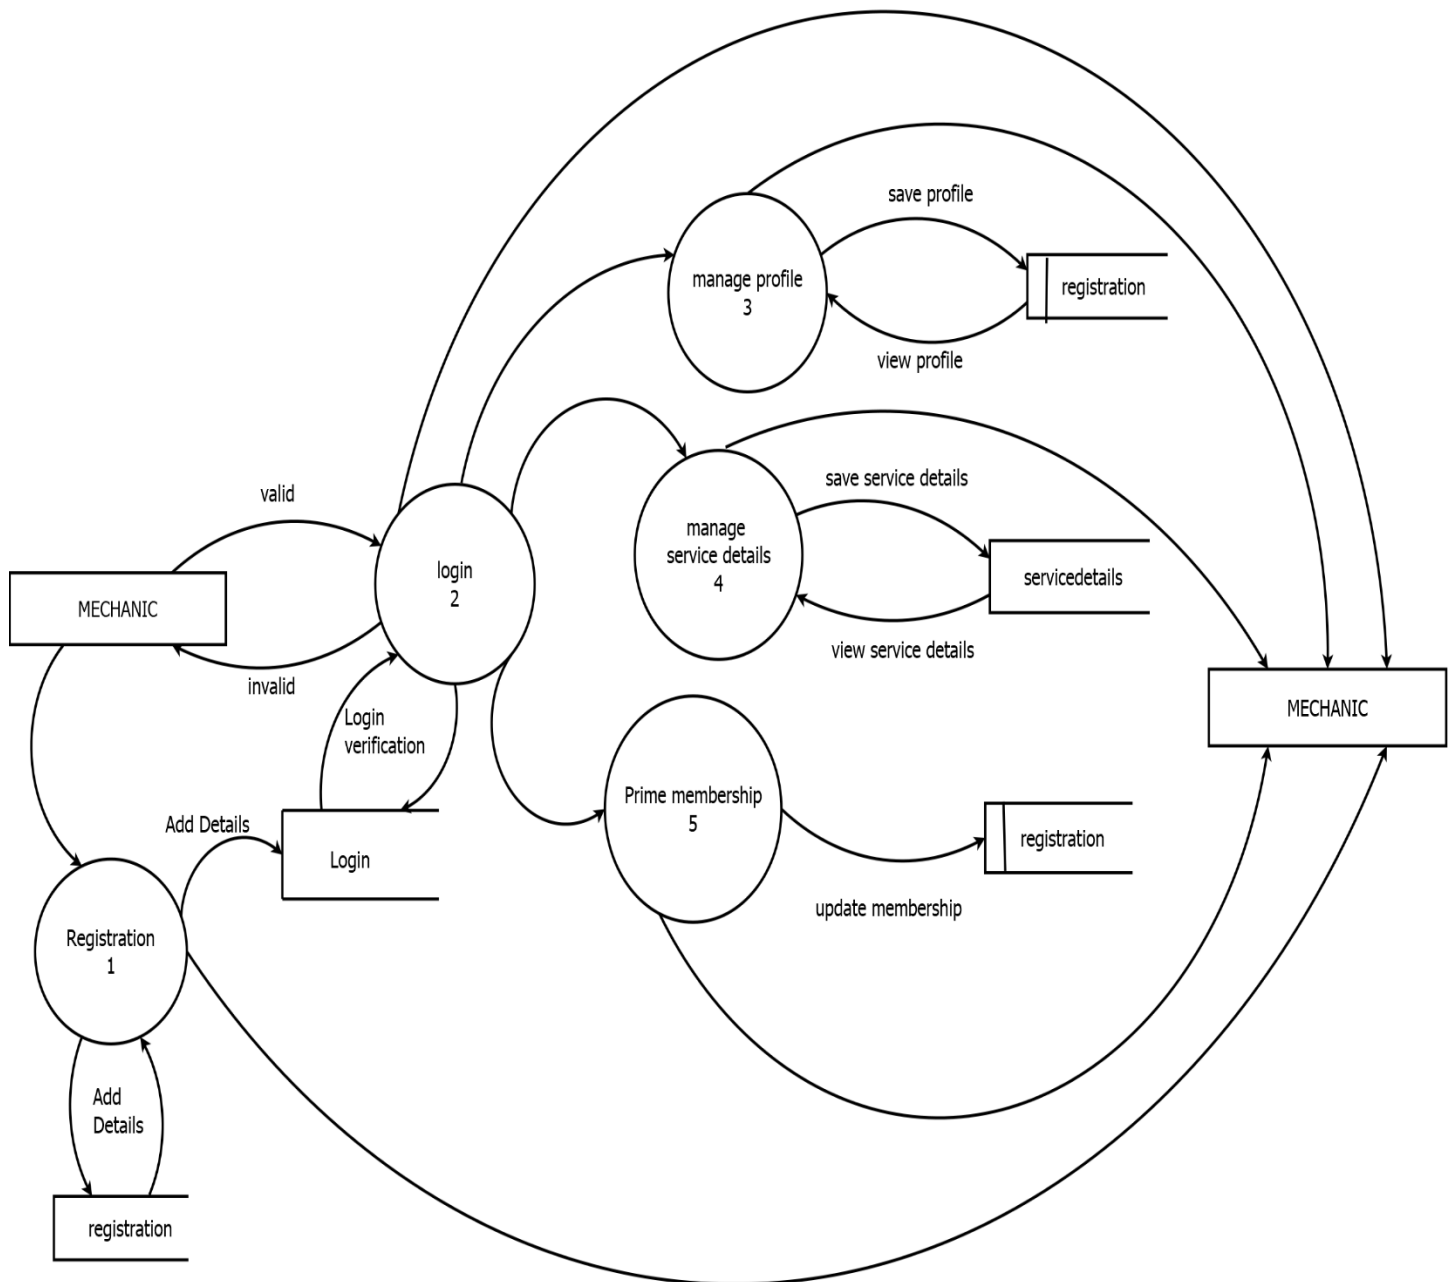 save profile
manage profile
3
registration
view profile
valid
save service details
manage
service details
4
login
2
servicedetails
MECHANIC
view service details
invalid
MECHANIC
Login
verification
Prime membership
5
Add Details
registration
Login
update membership
Registration
1
Add
Details
registration